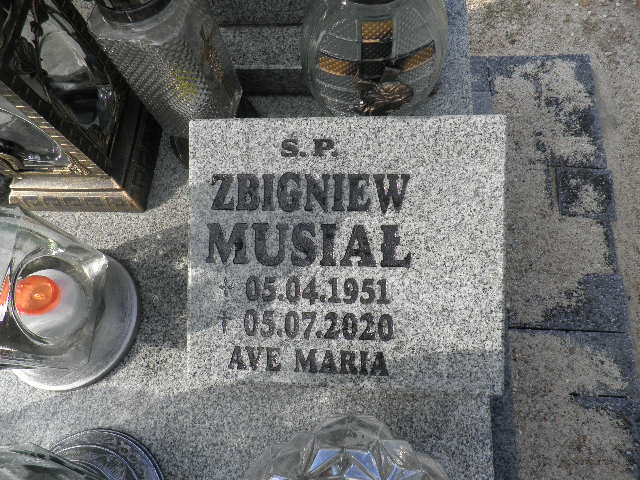 Ś.P.
ZBIGNIEW
MUSIAŁ
† 05.04.1951
† 05.07.2020
AVE MARIA